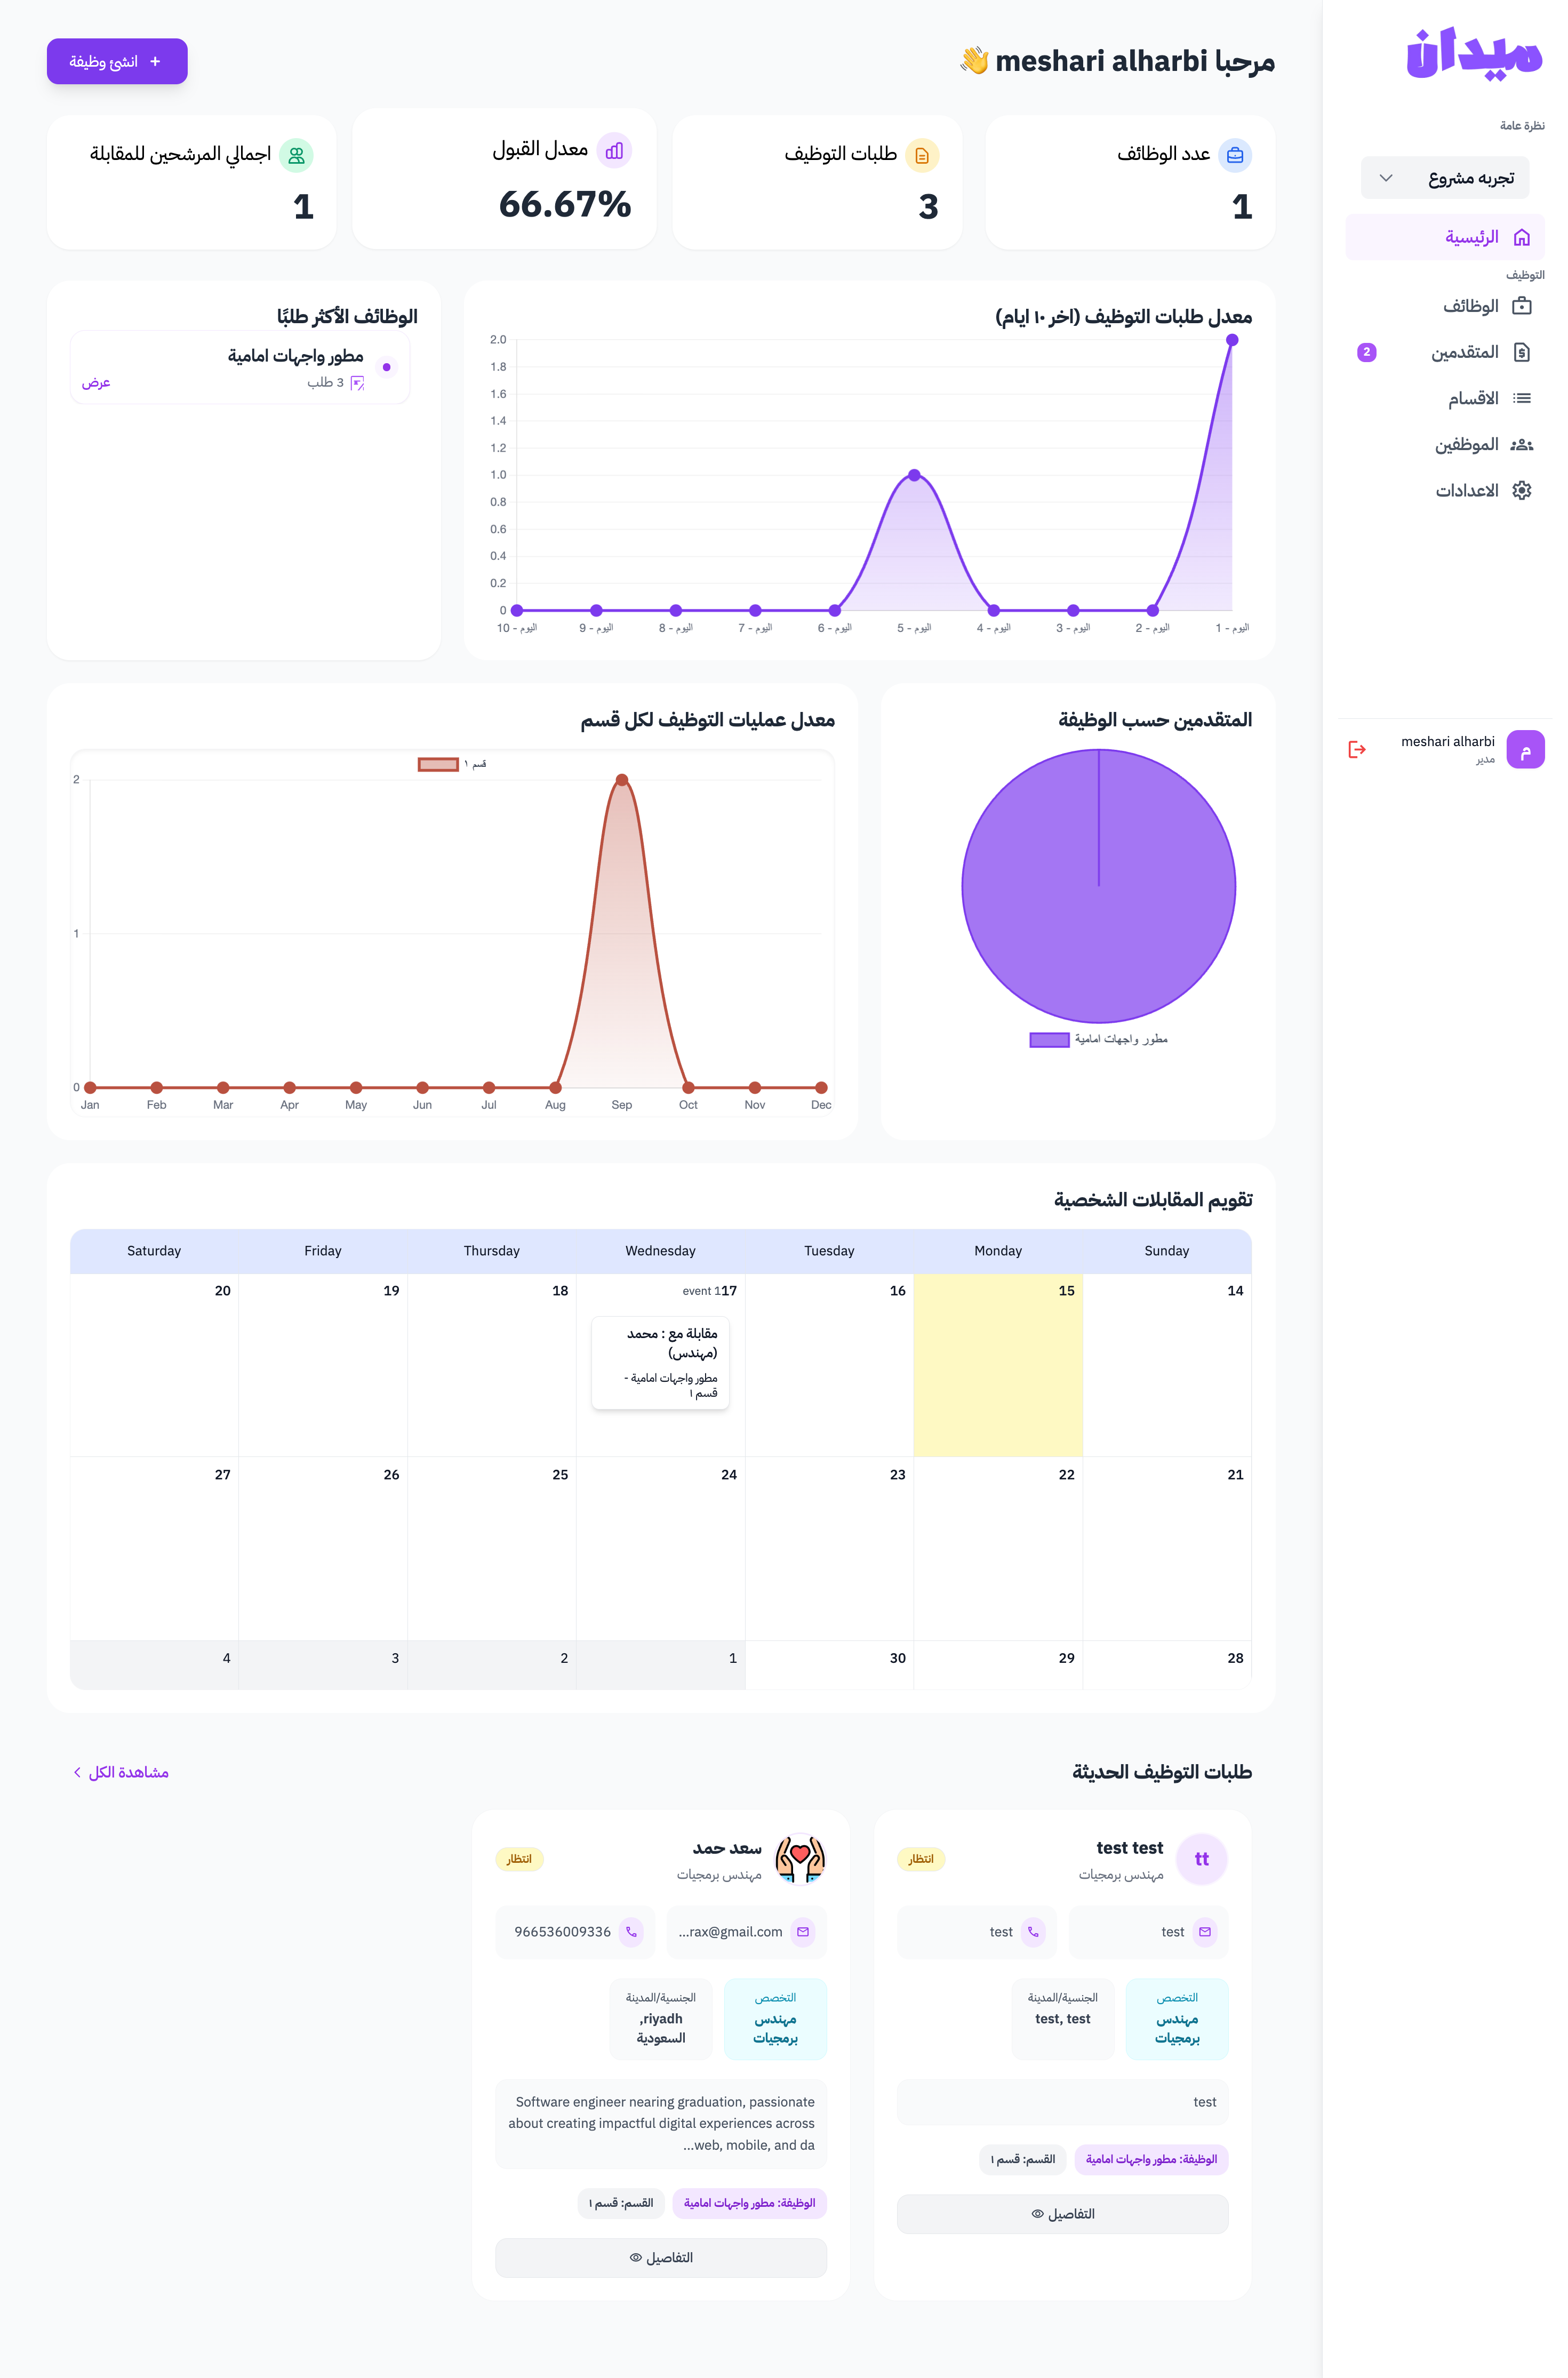 ميدان
نظرة عامة
تجربه مشروع
الرئيسية
التوظيف
الوظائف
المتقدمين 2
الاقسام
الموظفين
الاعدادات
م
meshari alharbi
مدير
مرحبا meshari alharbi 👋
+ انشئ وظيفة
عدد الوظائف
1
طلبات التوظيف
3
معدل القبول
66.67%
اجمالي المرشحين للمقابلة
1
معدل طلبات التوظيف (اخر ١٠ ايام)
2.0
1.8
1.6
1.4
1.2
1.0
0.8
0.6
0.4
0.2
0
اليوم - 10 اليوم - 9 اليوم - 8 اليوم - 7 اليوم - 6 اليوم - 5 اليوم - 4 اليوم - 3 اليوم - 2 اليوم - 1
الوظائف الأكثر طلبًا
مطور واجهات امامية
3 طلب
عرض
المتقدمين حسب الوظيفة
مطور واجهات امامية
معدل عمليات التوظيف لكل قسم
قسم ١
2
1
0
Jan Feb Mar Apr May Jun Jul Aug Sep Oct Nov Dec
تقويم المقابلات الشخصية
Sunday Monday Tuesday Wednesday Thursday Friday Saturday
14 15 16 17 1 event 18 19 20
مقابلة مع : محمد
(مهندس)
مطور واجهات امامية -
قسم ١
21 22 23 24 25 26 27
28 29 30 1 2 3 4
طلبات التوظيف الحديثة
مشاهدة الكل
tt
test test
مهندس برمجيات
انتظار
test
test
التخصص
مهندس
برمجيات
الجنسية/المدينة
test, test
test
الوظيفة: مطور واجهات امامية
القسم: قسم ١
التفاصيل
سعد حمد
مهندس برمجيات
انتظار
rax@gmail.com...
966536009336
التخصص
مهندس
برمجيات
الجنسية/المدينة
riyadh,
السعودية
Software engineer nearing graduation, passionate
about creating impactful digital experiences across
web, mobile, and da...
الوظيفة: مطور واجهات امامية
القسم: قسم ١
التفاصيل